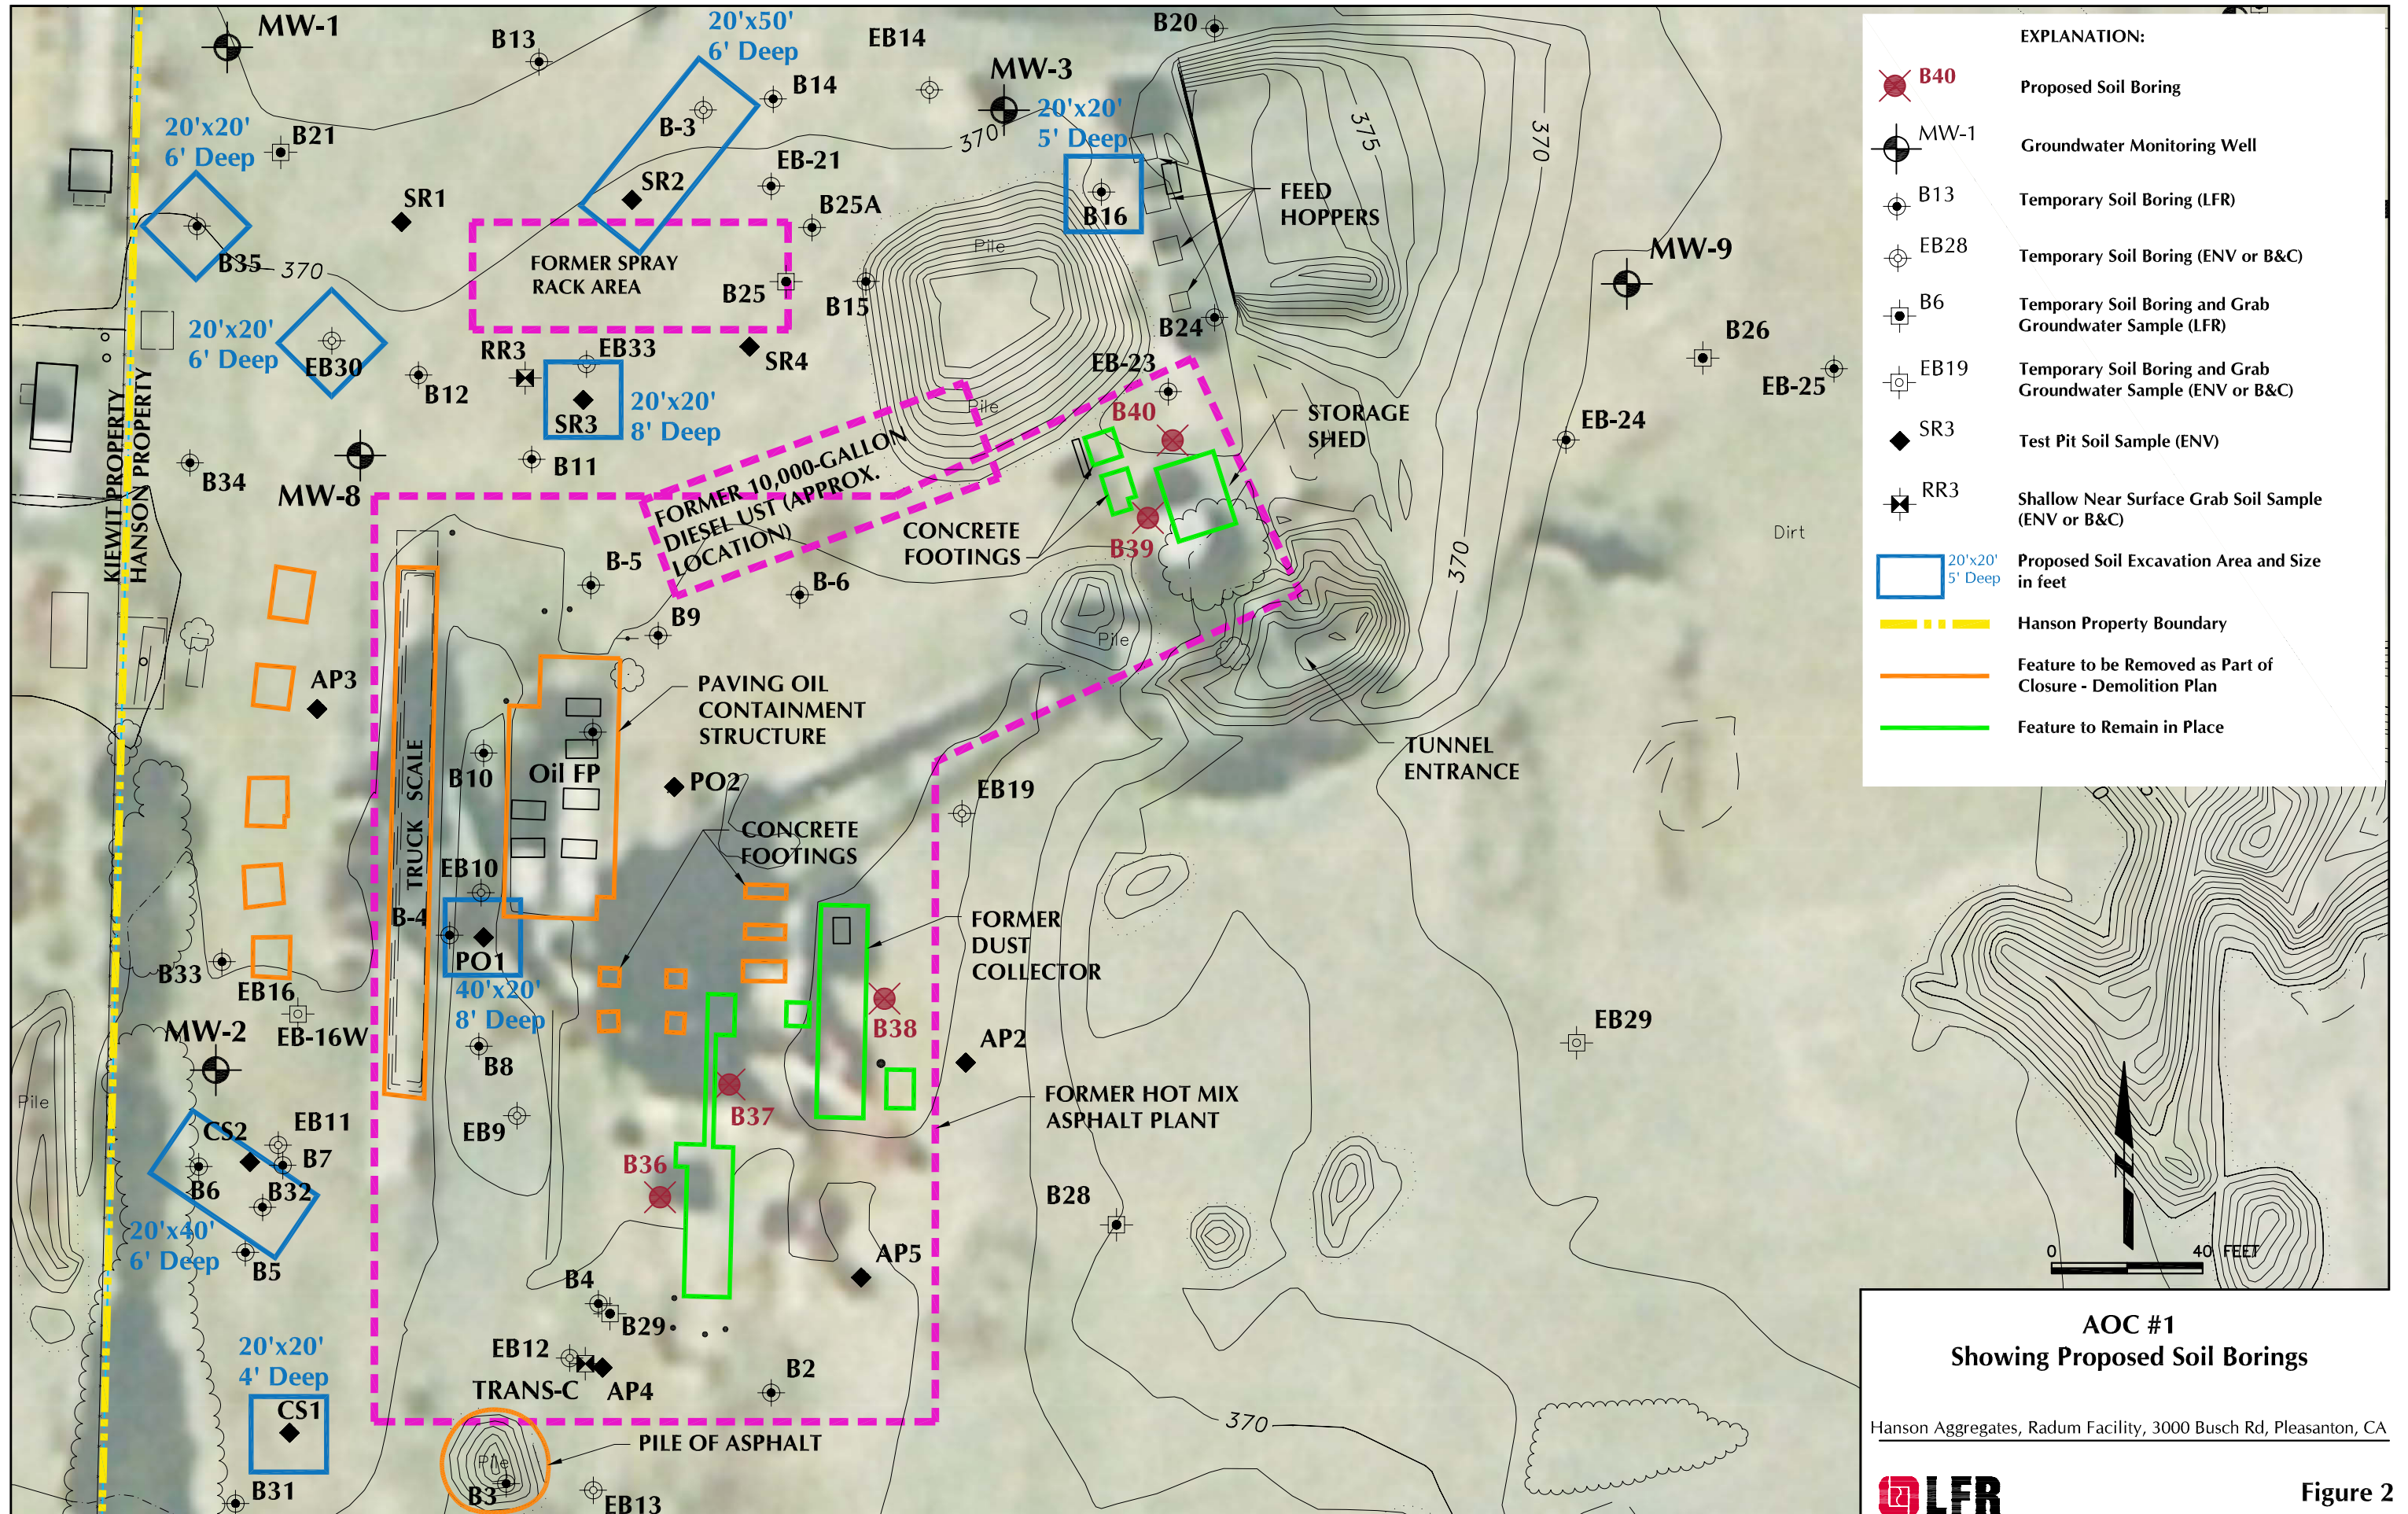 MW-1
B13
20'x50'
6' Deep
EB14
B14
B-3
MW-3
B20
20'x20'
5' Deep
370
375
370
20'x20'
6' Deep
B21
SR1
SR2
EB-21
B25A
B16
FEED
HOPPERS
B35
370
FORMER SPRAY
RACK AREA
B25
B15
Pile
MW-9
B24
B26
20'x20'
6' Deep
EB30
B12
RR3
EB33
SR3
20'x20'
8' Deep
SR4
Pile
EB-23
B40
STORAGE
SHED
EB-25
EB-24
KIEWIT PROPERTY
HANSON PROPERTY
B34
MW-8
B11
FORMER 10,000-GALLON
DIESEL UST (APPROX.
LOCATION)
CONCRETE
FOOTINGS
B39
Dirt
370
B-5
B-6
B9
Pile
AP3
PAVING OIL
CONTAINMENT
STRUCTURE
TUNNEL
ENTRANCE
TRUCK SCALE
B10
Oil FP
PO2
EB19
CONCRETE
FOOTINGS
EB10
B-4
PO1
40'x20'
8' Deep
FORMER
DUST
COLLECTOR
B33
EB16
EB-16W
MW-2
B38
B8
AP2
EB29
B37
FORMER HOT MIX
ASPHALT PLANT
Pile
CS2
EB11
B7
B6
B32
EB9
B36
20'x40'
6' Deep
B5
B28
AP5
B4
B29
EB12
TRANS-C
AP4
B2
20'x20'
4' Deep
CS1
B31
PILE OF ASPHALT
Pile
B3
EB13
370
EXPLANATION:
B40
Proposed Soil Boring
MW-1
Groundwater Monitoring Well
B13
Temporary Soil Boring (LFR)
EB28
Temporary Soil Boring (ENV or B&C)
B6
Temporary Soil Boring and Grab
Groundwater Sample (LFR)
EB19
Temporary Soil Boring and Grab
Groundwater Sample (ENV or B&C)
SR3
Test Pit Soil Sample (ENV)
RR3
Shallow Near Surface Grab Soil Sample
(ENV or B&C)
20'x20'
5' Deep
Proposed Soil Excavation Area and Size
in feet
Hanson Property Boundary
Feature to be Removed as Part of
Closure - Demolition Plan
Feature to Remain in Place
N
0 40 FEET
AOC #1
Showing Proposed Soil Borings
Hanson Aggregates, Radum Facility, 3000 Busch Rd, Pleasanton, CA
LFR
Figure 2